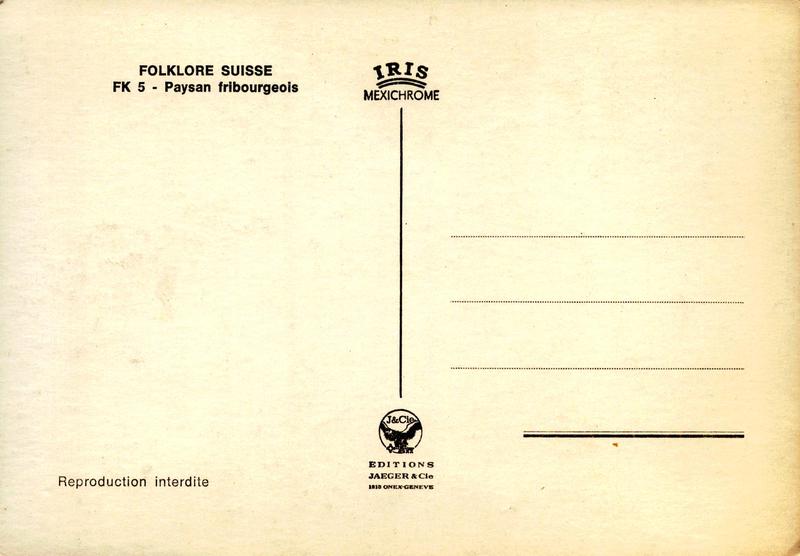 FOLKLORE SUISSE
FK 5 - Paysan fribourgeois
IRIS
MEXICHROME
J&Cie
EDITIONS
JAEGER & Cie
1213 ONEX-GENEVE
Reproduction interdite